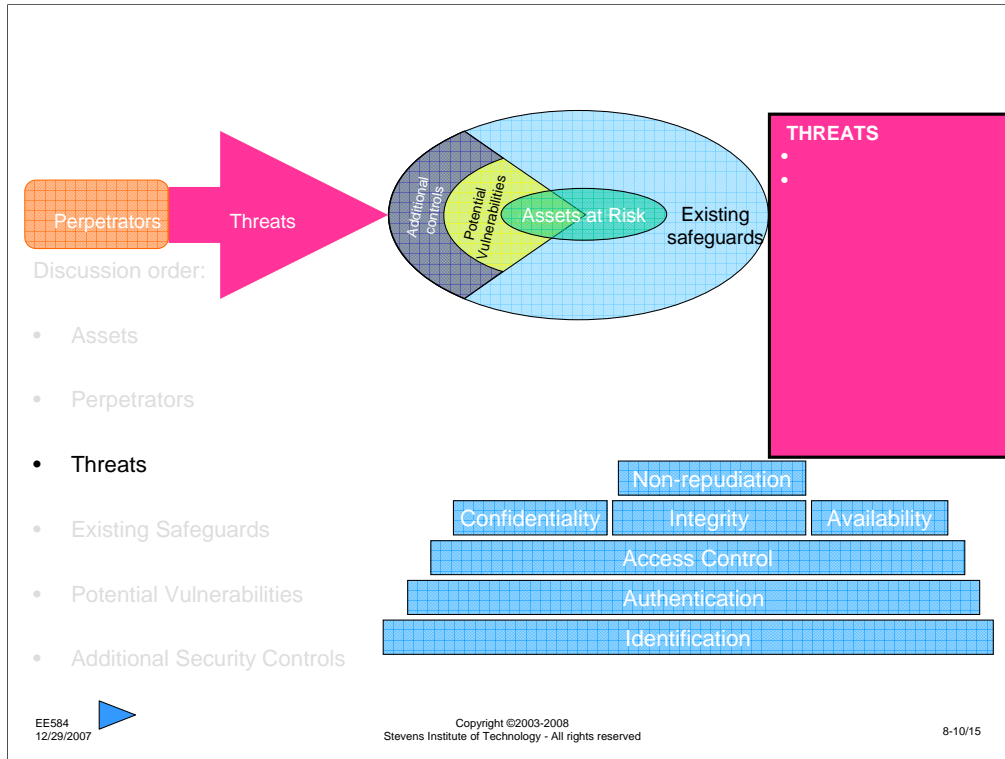 Perpetrators
Threats
Additional
controls
Potential
Vulnerabilities
Assets at Risk
Existing
safeguards
THREATS
•
•
Discussion order:
• Assets
• Perpetrators
• Threats
• Existing Safeguards
• Potential Vulnerabilities
• Additional Security Controls
Non-repudiation
Confidentiality
Integrity
Availability
Access Control
Authentication
Identification
EE584
12/29/2007
Copyright ©2003-2008
Stevens Institute of Technology - All rights reserved
8-10/15